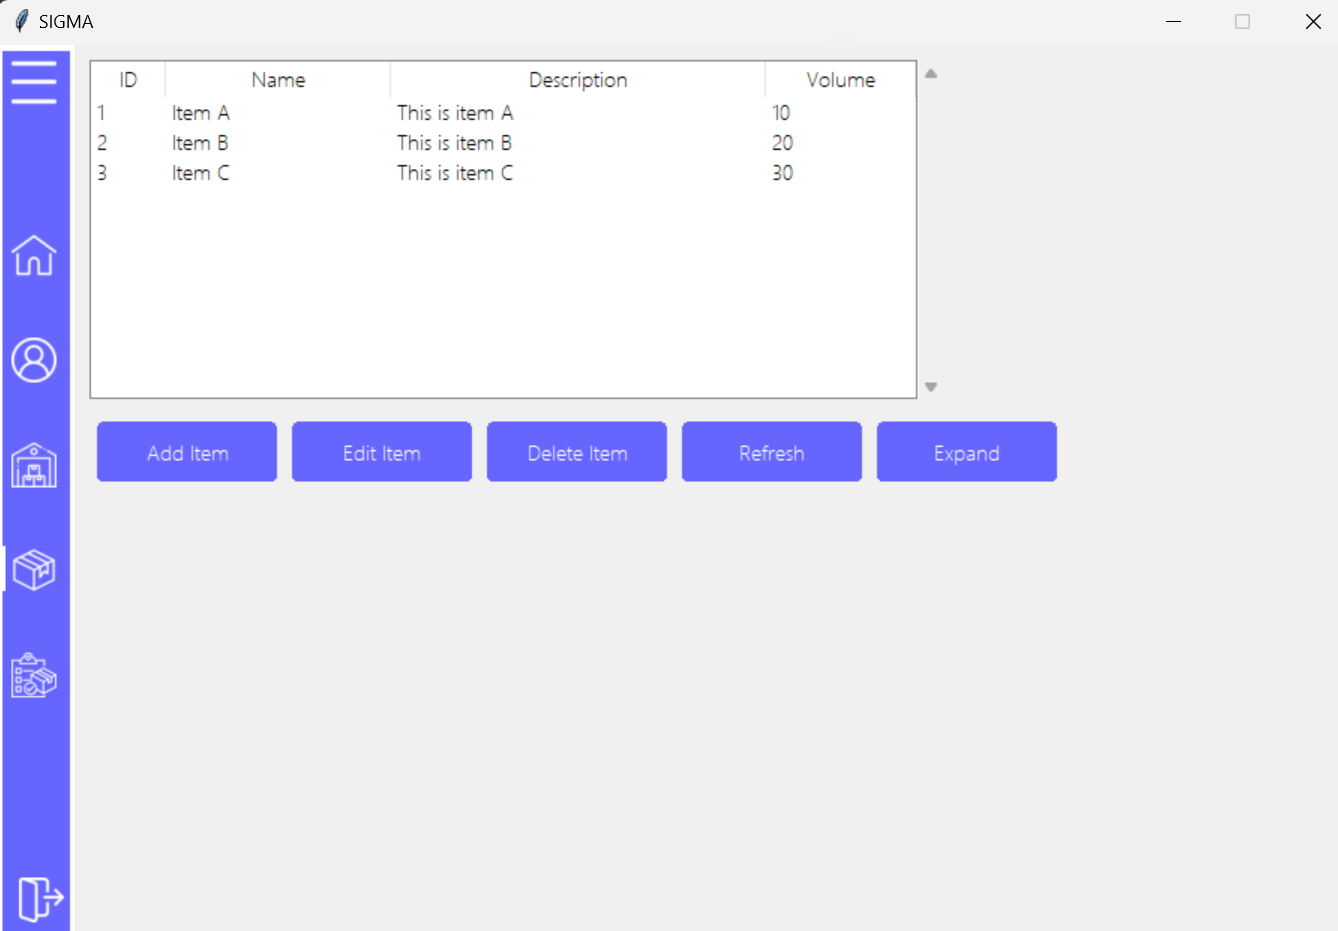 SIGMA
ID Name Description Volume
1 Item A This is item A 10
2 Item B This is item B 20
3 Item C This is item C 30
Add Item Edit Item Delete Item Refresh Expand